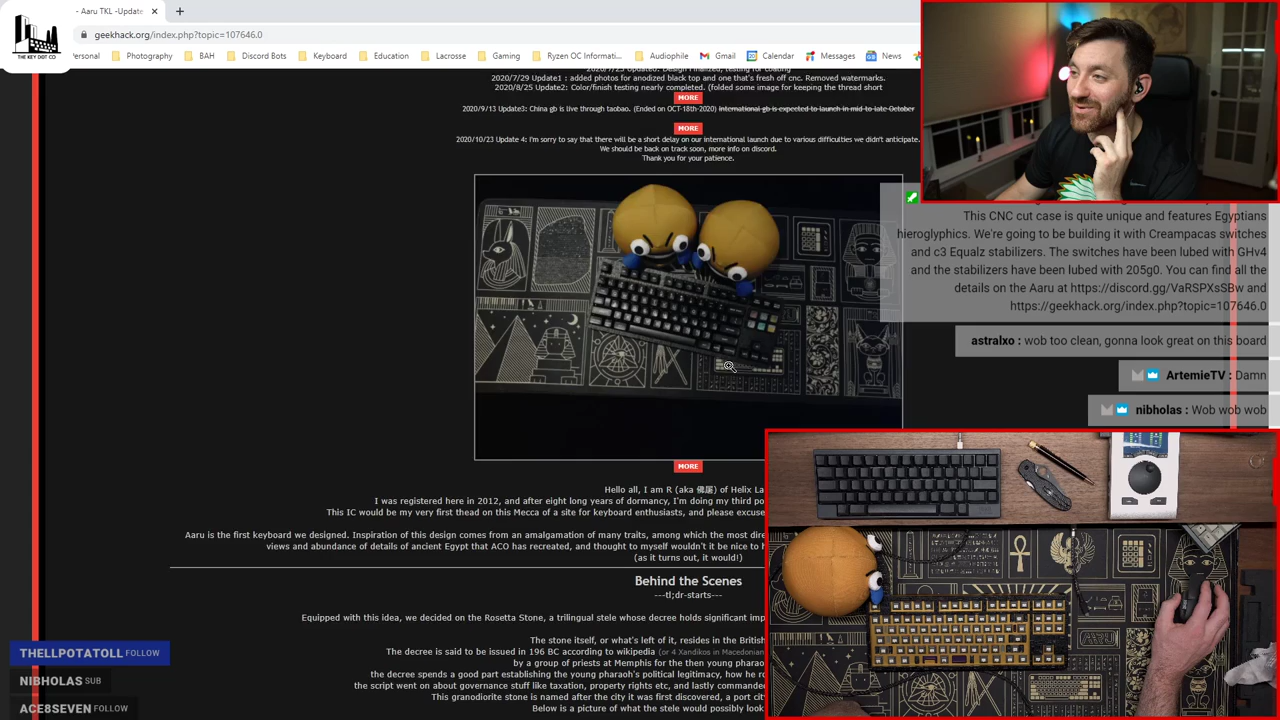 - Aaru TKL -Update
geekhack.org/index.php?topic=107646.0
THE KEY DOT CO
Personal Photography BAH Discord Bots Keyboard Education Lacrosse Gaming Ryzen OC Informati... Audiophile Gmail Calendar Messages News
2020/7/29 Update1 : added photos for anodized black top and one that's fresh off cnc. Removed watermarks.
2020/8/25 Update2: Color/finish testing nearly completed. (folded some image for keeping the thread short
MORE
2020/9/13 Update3: China gb is live through taobao. (Ended on OCT-18th-2020) International gb is expected to launch in mid to late October
MORE
2020/10/23 Update 4: I'm sorry to say that there will be a short delay on our international launch due to various difficulties we didn't anticipate.
We should be back on track soon, more info on discord.
Thank you for your patience.
MORE
Hello all, I am R (aka 佛屠) of Helix La
I was registered here in 2012, and after eight long years of dormancy, I'm doing my third po
This IC would be my very first thead on this Mecca of a site for keyboard enthusiasts, and please excuse
Aaru is the first keyboard we designed. Inspiration of this design comes from an amalgamation of many traits, among which the most dire
views and abundance of details of ancient Egypt that ACO has recreated, and thought to myself wouldn't it be nice to h
(as it turns out, it would!)
Behind the Scenes
---tl;dr-starts---
Equipped with this idea, we decided on the Rosetta Stone, a trilingual stele whose decree holds significant imp
The stone itself, or what's left of it, resides in the British
The decree is said to be issued in 196 BC according to wikipedia (or 4 Xandikos in Macedonian
by a group of priests at Memphis for the then young pharao
the decree spends a good part establishing the young pharaoh's political legitimacy, how he ro
the script went on about governance stuff like taxation, property rights etc, and lastly commande
This grandiorite stone is named after the city it was first discovered, a port cit
Below is a picture of what the stele would possibly look
This CNC cut case is quite unique and features Egyptians
hieroglyphics. We're going to be building it with Creampacas switches
and c3 Equalz stabilizers. The switches have been lubed with GHv4
and the stabilizers have been lubed with 205g0. You can find all the
details on the Aaru at https://discord.gg/VaRSPXsSBw and
https://geekhack.org/index.php?topic=107646.0
astralxo : wob too clean, gonna look great on this board
ArtemieTV : Damn
nibholas : Wob wob wob
THELLPOTATOLL FOLLOW
NIBHOLAS SUB
ACE8SEVEN FOLLOW
AARU